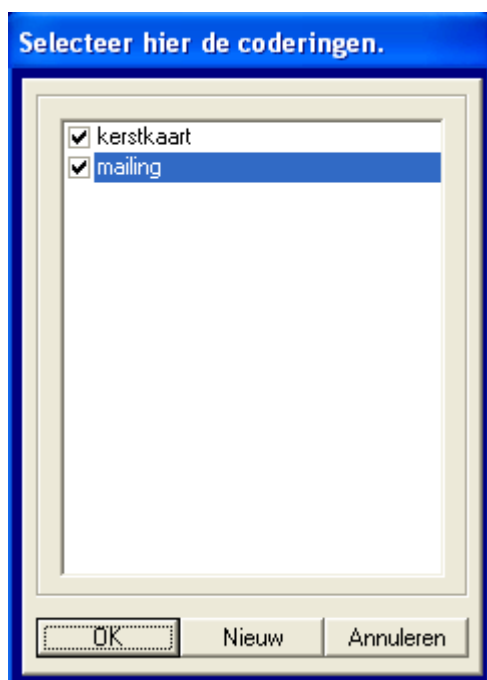 Selecteer hier de coderingen.
kerstkaart
mailing
OK Nieuw Annuleren